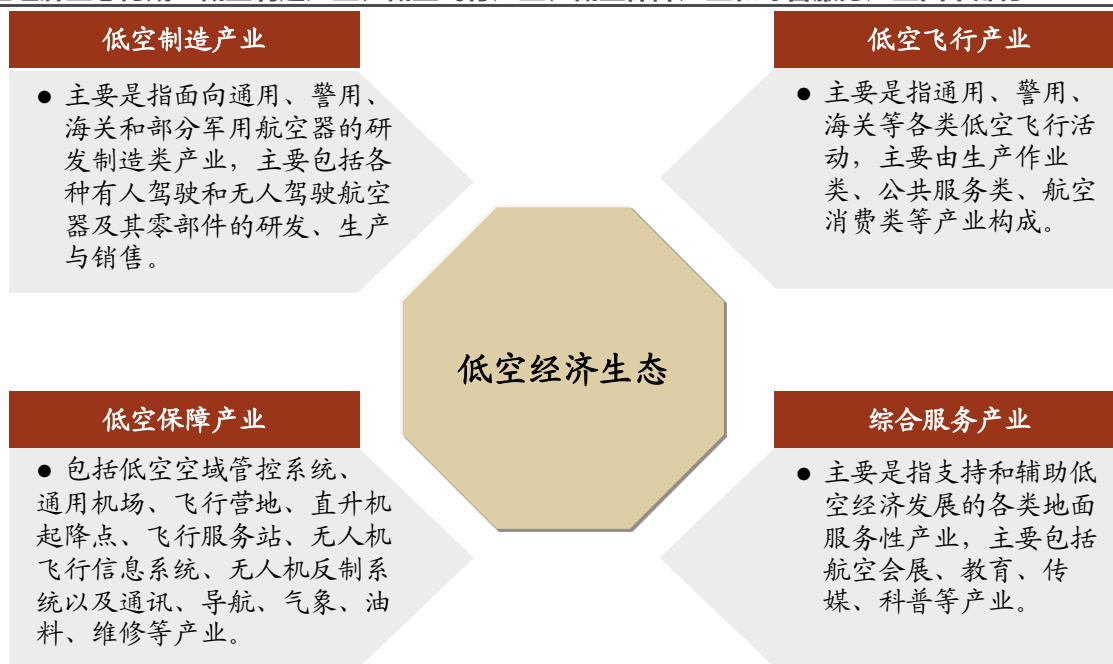 低空制造产业
● 主要是指面向通用、警用、
海关和部分军用航空器的研
发制造类产业，主要包括各
种有人驾驶和无人驾驶航空
器及其零部件的研发、生产
与销售。
低空飞行产业
● 主要是指通用、警用、
海关等各类低空飞行活
动，主要由生产作业
类、公共服务类、航空
消费类等产业构成。
低空经济生态
低空保障产业
● 包括低空空域管控系统、
通用机场、飞行营地、直升机
起降点、飞行服务站、无人机
飞行信息系统、无人机反制系
统以及通讯、导航、气象、油
料、维修等产业。
综合服务产业
● 主要是指支持和辅助低
空经济发展的各类地面
服务性产业，主要包括
航空会展、教育、传
媒、科普等产业。